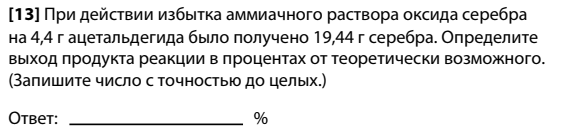 [13] При действии избытка аммиачного раствора оксида серебра
на 4,4 г ацетальдегида было получено 19,44 г серебра. Определите
выход продукта реакции в процентах от теоретически возможного.
(Запишите число с точностью до целых.)
Ответ: ____________________ %